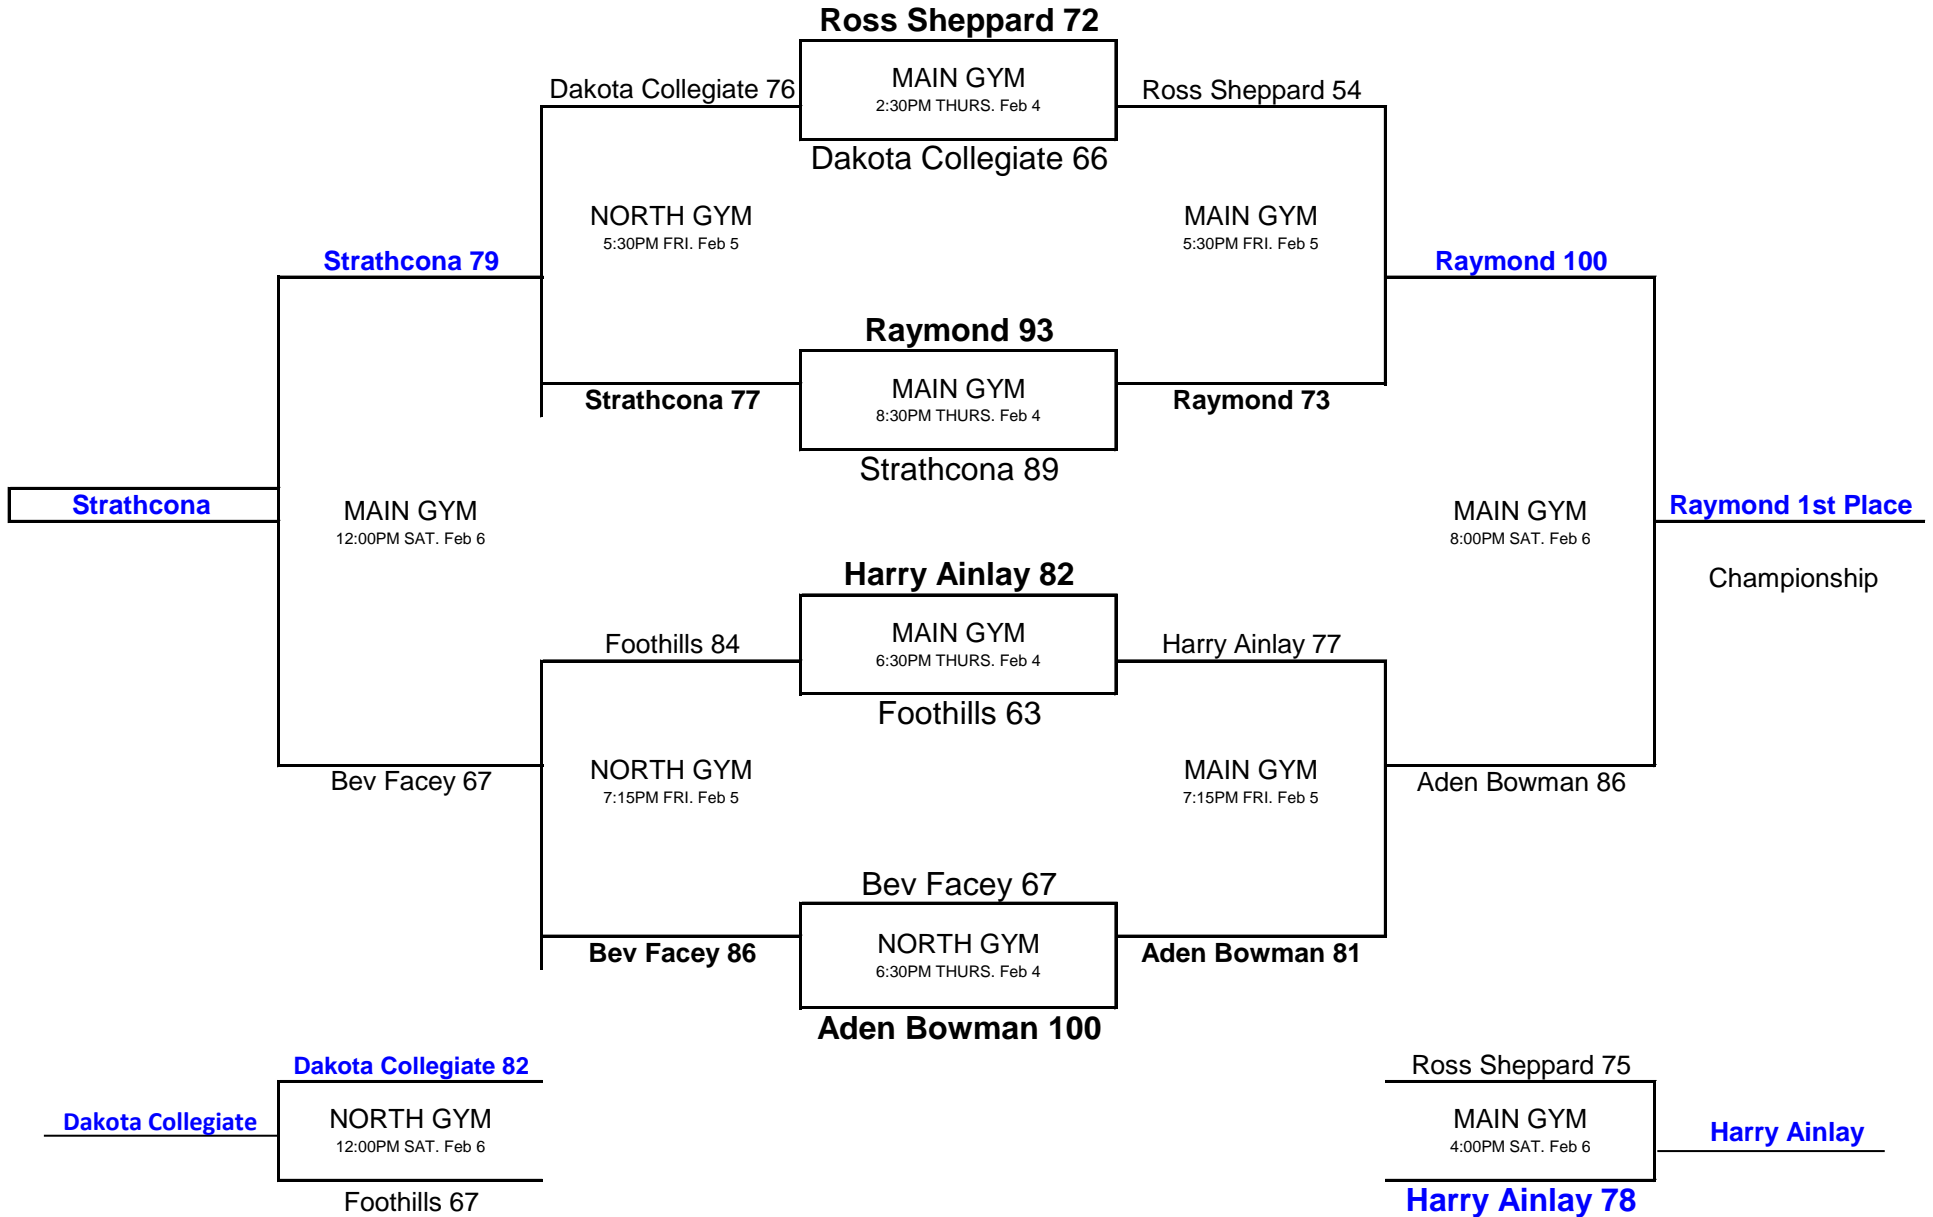 Ross Sheppard 72
Dakota Collegiate 76
MAIN GYM
2:30PM THURS. Feb 4
Ross Sheppard 54
Dakota Collegiate 66
NORTH GYM
5:30PM FRI. Feb 5
MAIN GYM
5:30PM FRI. Feb 5
Strathcona 79
Raymond 100
Raymond 93
MAIN GYM
8:30PM THURS. Feb 4
Strathcona 77
Raymond 73
Strathcona 89
Strathcona
MAIN GYM
12:00PM SAT. Feb 6
MAIN GYM
8:00PM SAT. Feb 6
Raymond 1st Place
Championship
Harry Ainlay 82
Foothills 84
MAIN GYM
6:30PM THURS. Feb 4
Harry Ainlay 77
Foothills 63
NORTH GYM
7:15PM FRI. Feb 5
MAIN GYM
7:15PM FRI. Feb 5
Bev Facey 67
Aden Bowman 86
Bev Facey 67
NORTH GYM
6:30PM THURS. Feb 4
Bev Facey 86
Aden Bowman 81
Aden Bowman 100
Dakota Collegiate 82
Ross Sheppard 75
Dakota Collegiate
NORTH GYM
12:00PM SAT. Feb 6
MAIN GYM
4:00PM SAT. Feb 6
Harry Ainlay
Foothills 67
Harry Ainlay 78